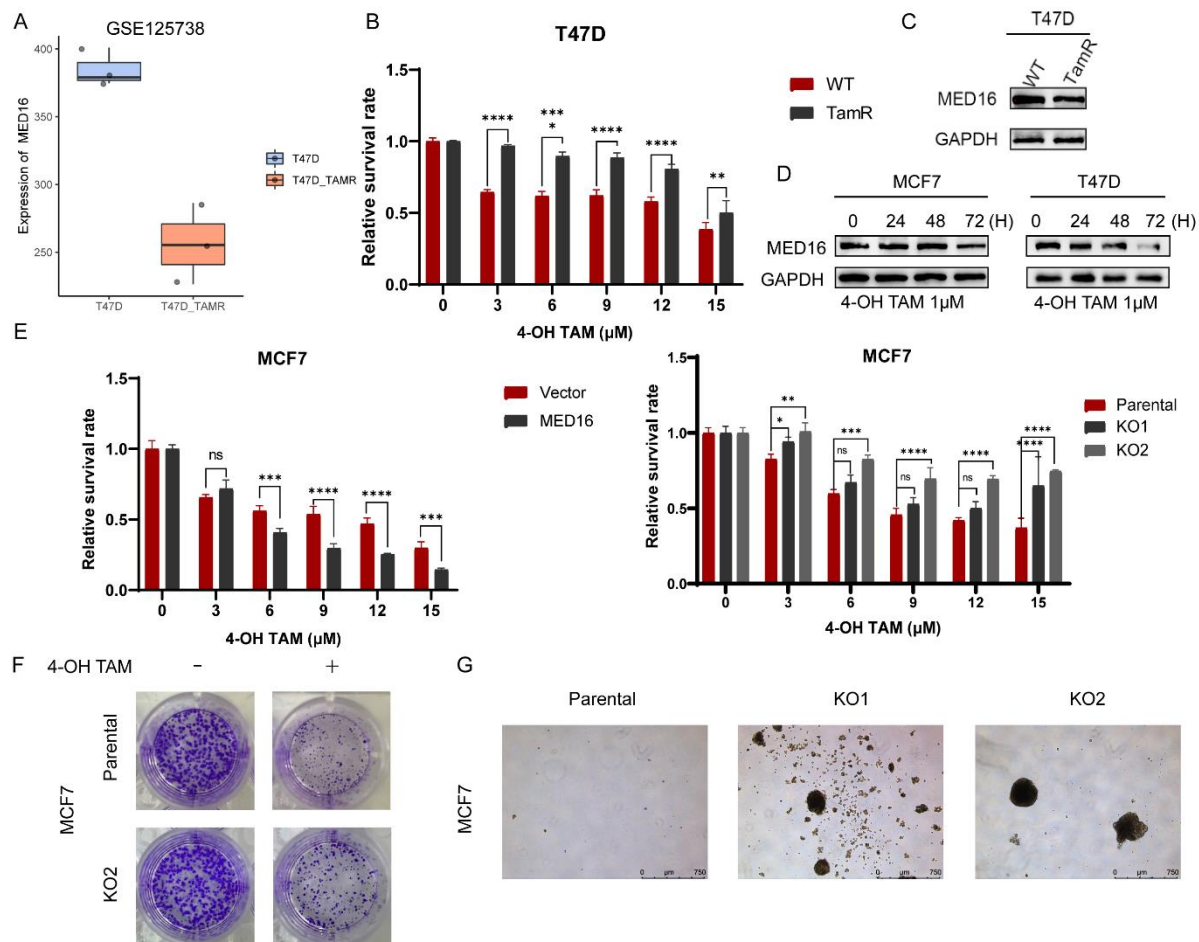 A
GSE125738
Expression of MED16
400
350
300
250
T47D
T47D_TAMR
T47D
T47D_TAMR
B
T47D
Relative survival rate
1.5
1.0
0.5
0.0
****
***
*
****
****
**
0 3 6 9 12 15
4-OH TAM (µM)
WT
TamR
C
T47D
WT TamR
MED16
GAPDH
D
MCF7 T47D
0 24 48 72 (H) 0 24 48 72 (H)
MED16
GAPDH
4-OH TAM 1µM 4-OH TAM 1µM
E
MCF7
Relative survival rate
1.5
1.0
0.5
0.0
ns
***
****
****
***
0 3 6 9 12 15
4-OH TAM (µM)
Vector
MED16
MCF7
Relative survival rate
1.5
1.0
0.5
0.0
**
*
***
ns
****
ns
****
ns
****
****
0 3 6 9 12 15
4-OH TAM (µM)
Parental
KO1
KO2
F
4-OH TAM - +
MCF7
Parental
KO2
G
Parental KO1 KO2
MCF7
0 µm 750
0 µm 750
0 µm 750